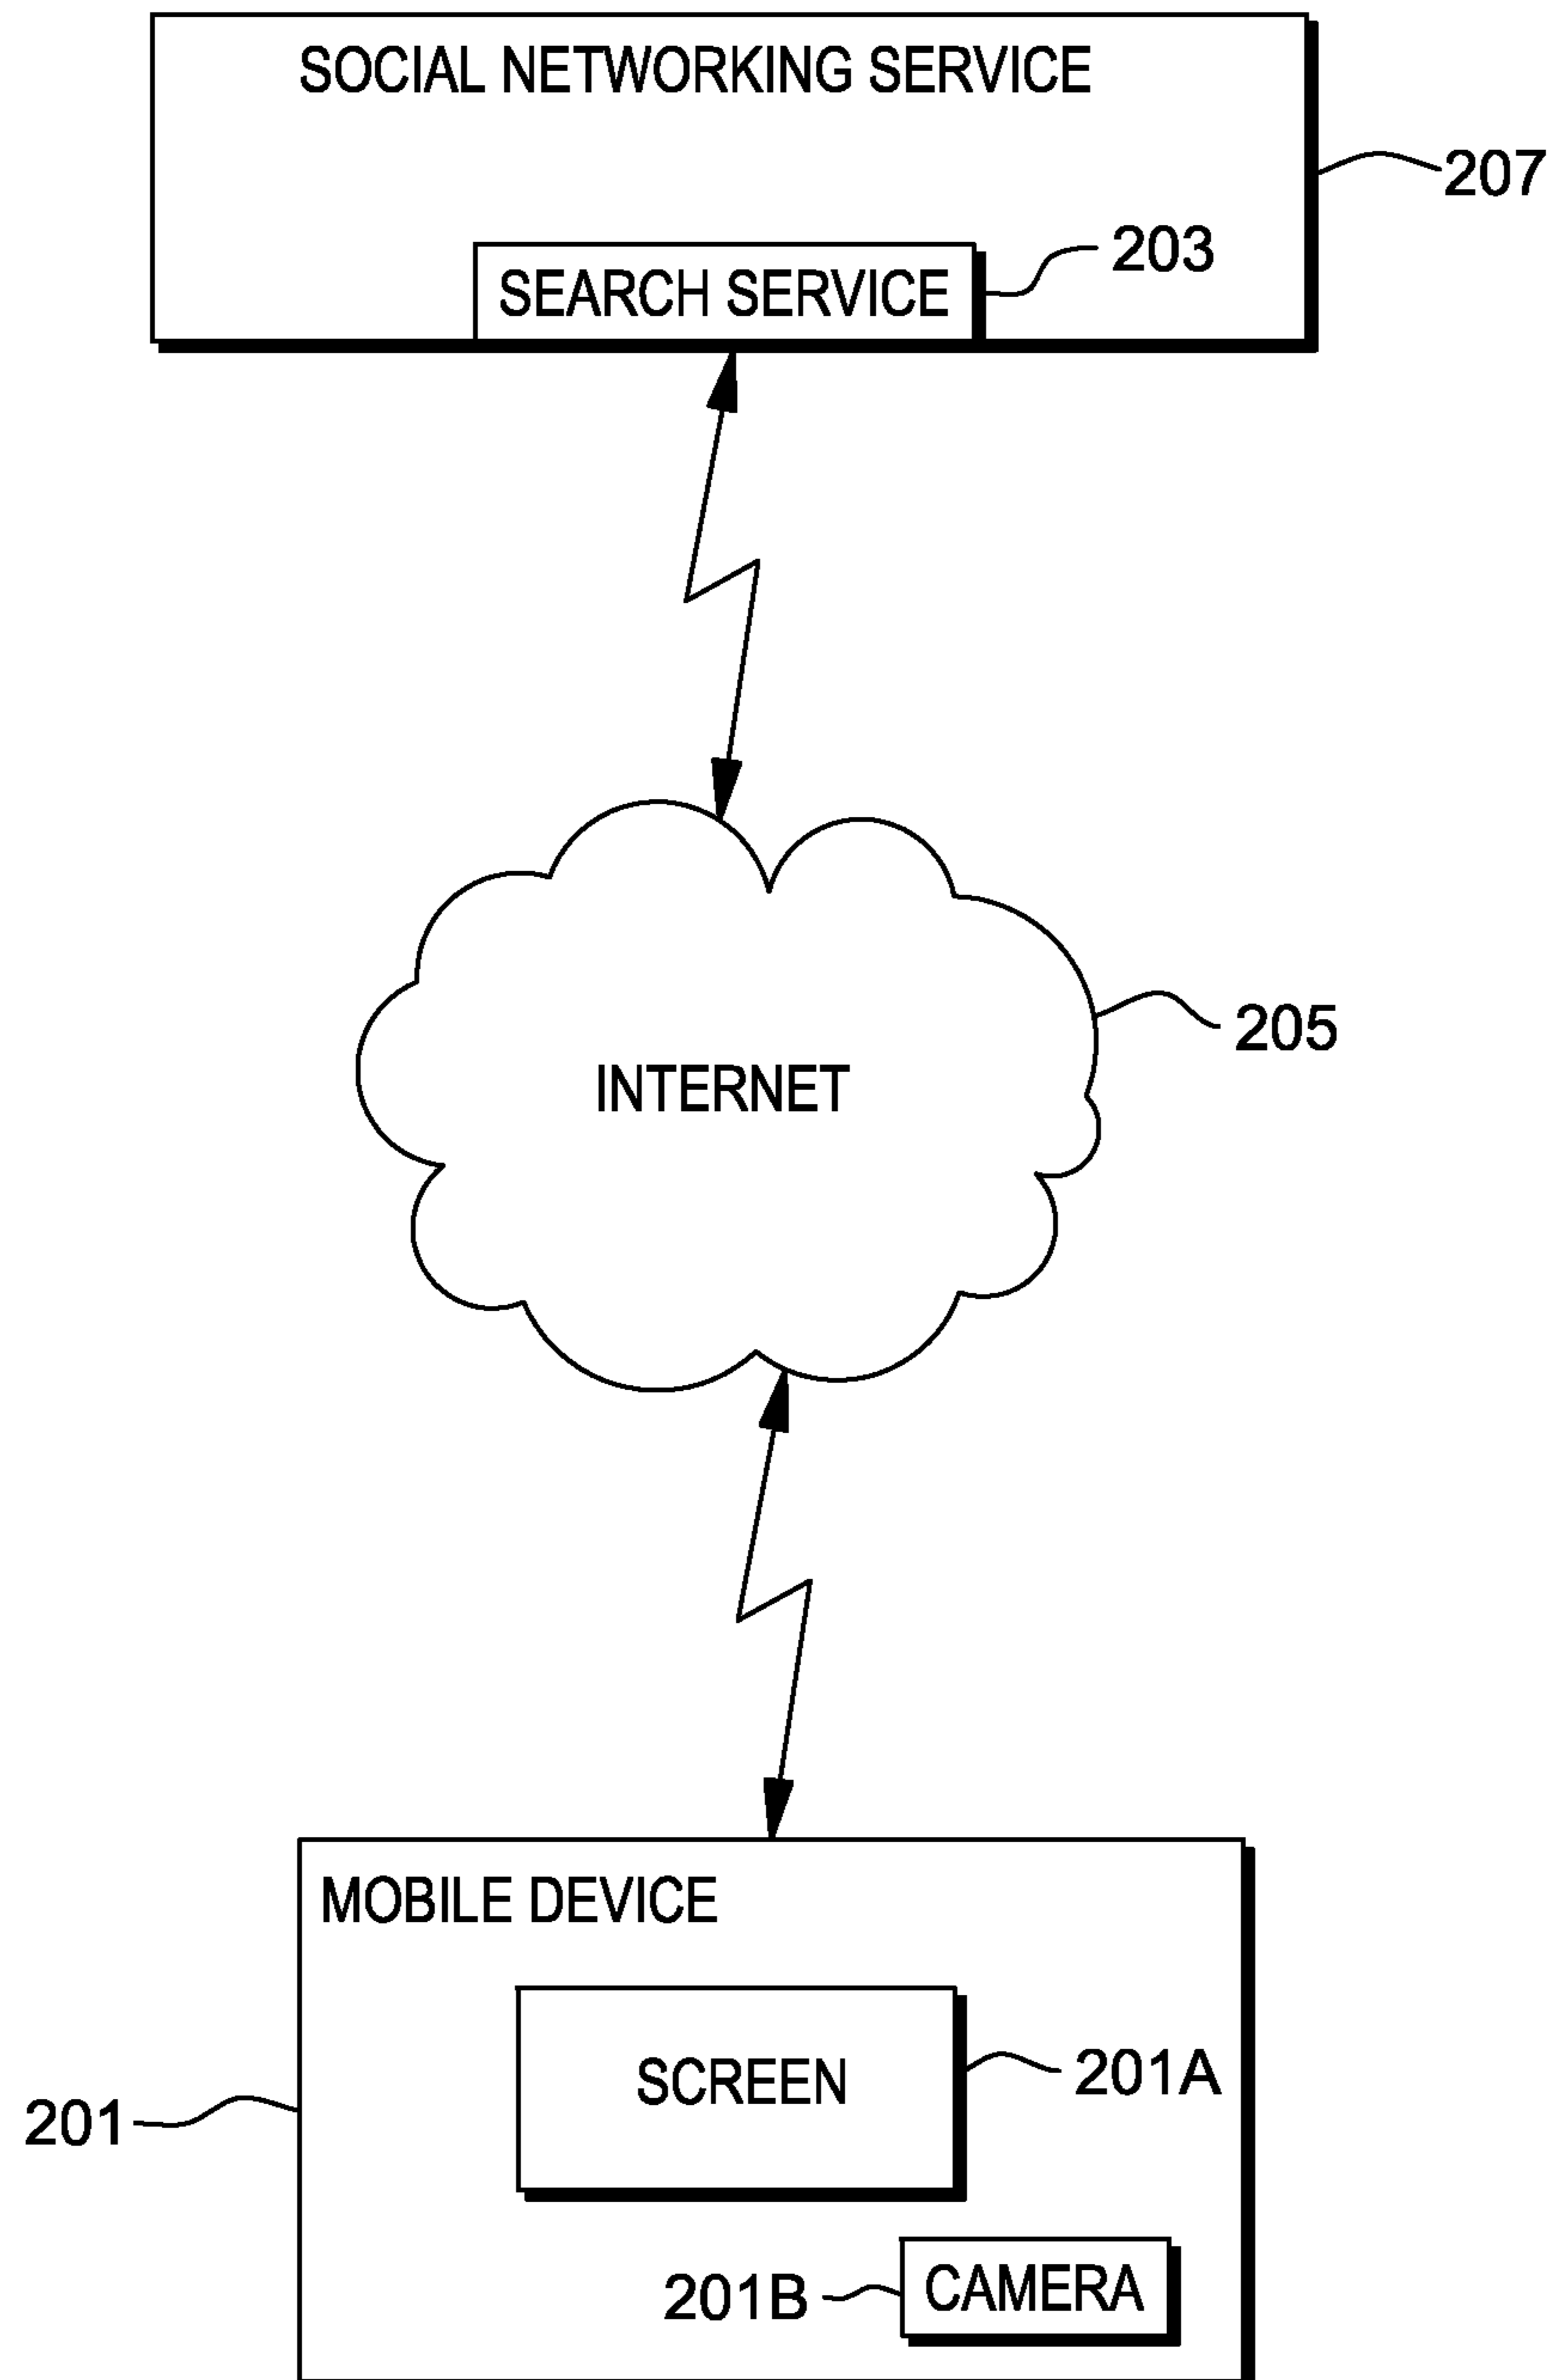 SOCIAL NETWORKING SERVICE
207
203
SEARCH SERVICE
205
INTERNET
MOBILE DEVICE
SCREEN
201A
201
201B
CAMERA